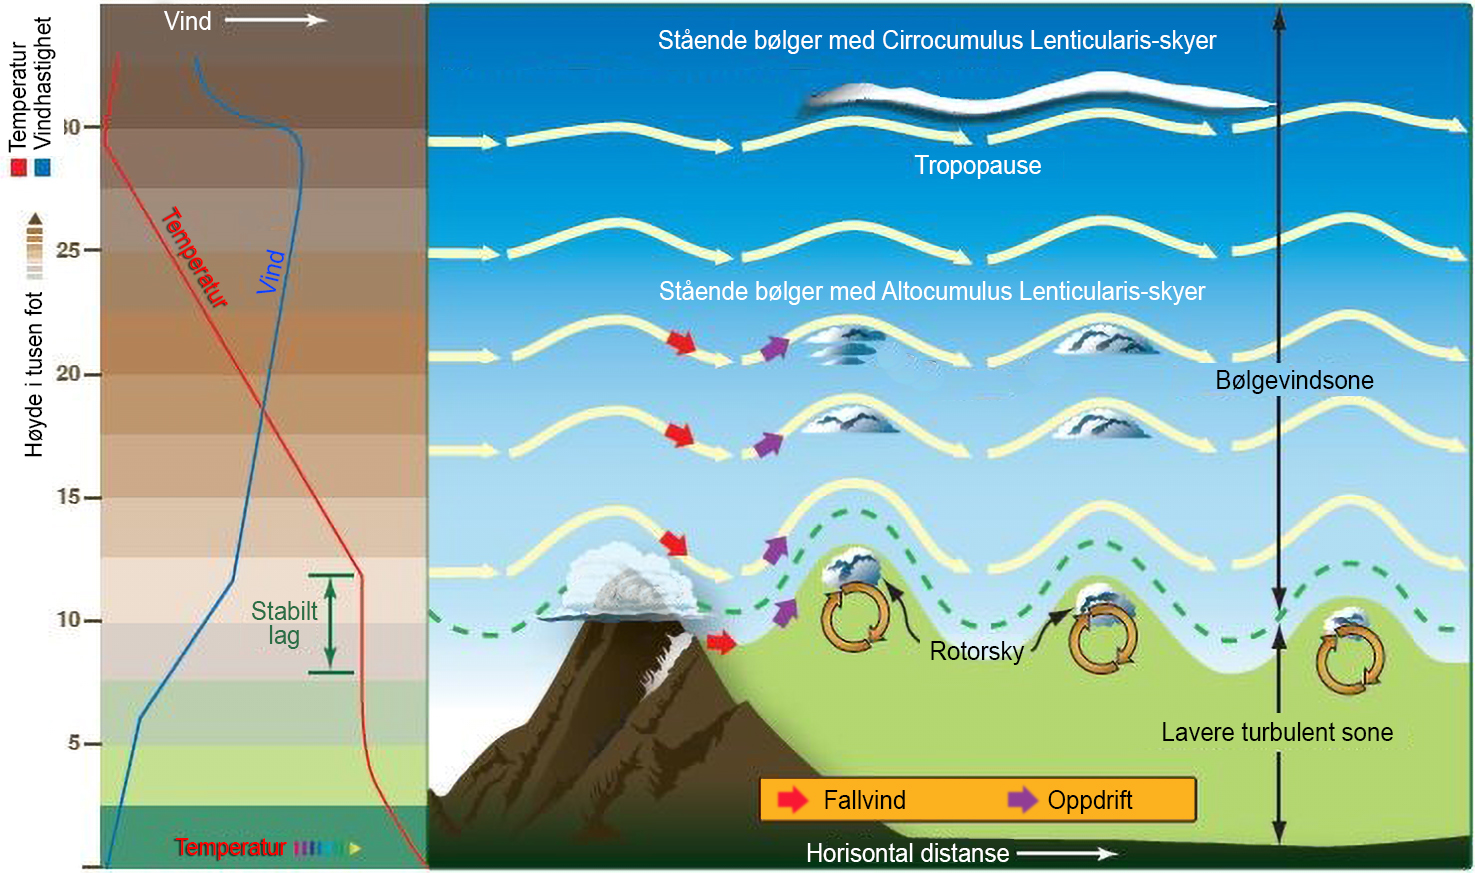 Vind
Temperatur
Vindhastighet
Høyde i tusen fot
30
25
20
15
10
5
Temperatur
Vind
Stabilt
lag
Temperatur
Stående bølger med Cirrocumulus Lenticularis-skyer
Tropopause
Stående bølger med Altocumulus Lenticularis-skyer
Bølgevindsone
Rotorsky
Lavere turbulent sone
Fallvind
Oppdrift
Horisontal distanse